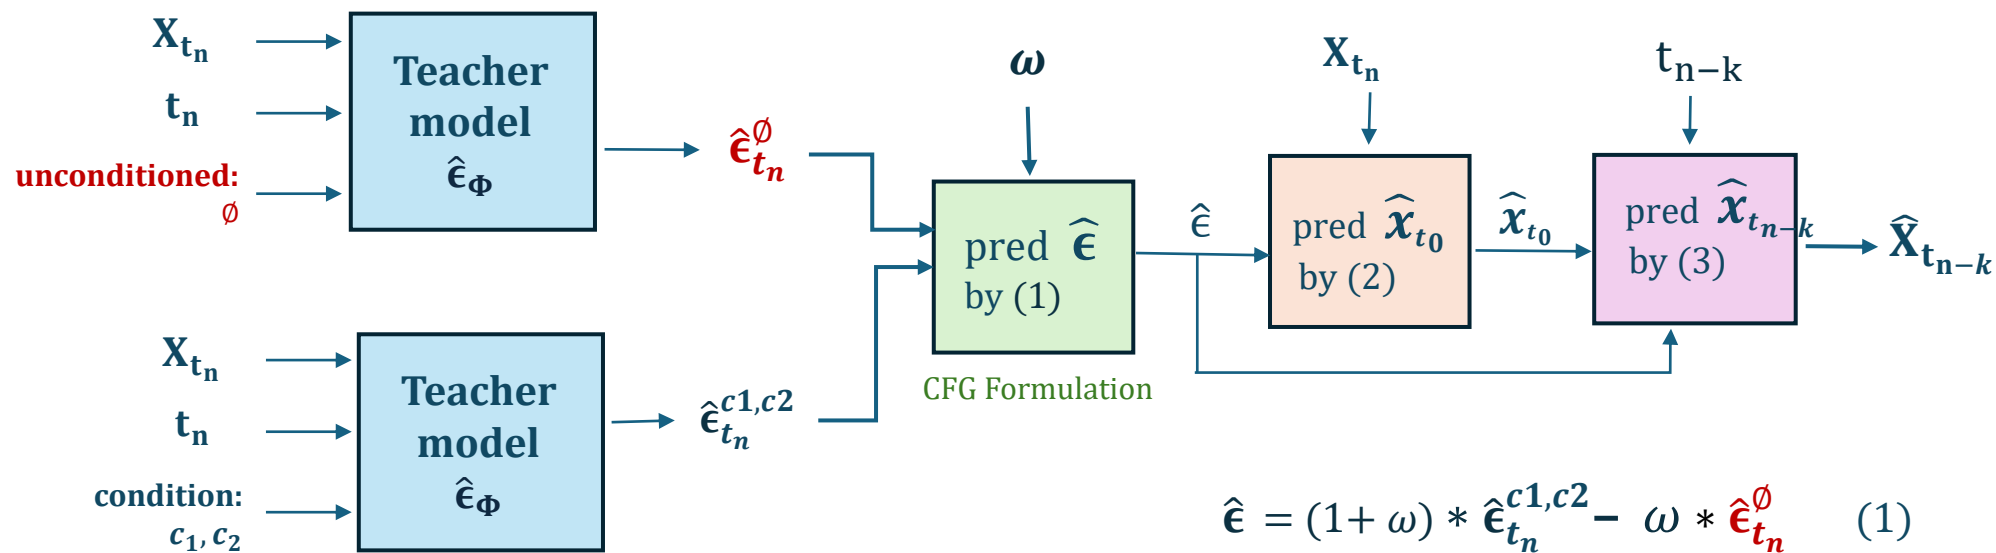 X_{t_n}
t_n
unconditioned:
∅
Teacher
model
ϵ̂_Φ
ϵ̂_{t_n}^∅
X_{t_n}
t_n
condition:
c_1, c_2
Teacher
model
ϵ̂_Φ
ϵ̂_{t_n}^{c1,c2}
ω
pred ϵ̂
by (1)
CFG Formulation
ϵ̂
X_{t_n}
pred x̂_{t_0}
by (2)
x̂_{t_0}
t_{n−k}
pred x̂_{t_{n−k}}
by (3)
X̂_{t_{n−k}}
ϵ̂ = (1+ ω) * ϵ̂_{t_n}^{c1,c2} − ω * ϵ̂_{t_n}^∅ (1)